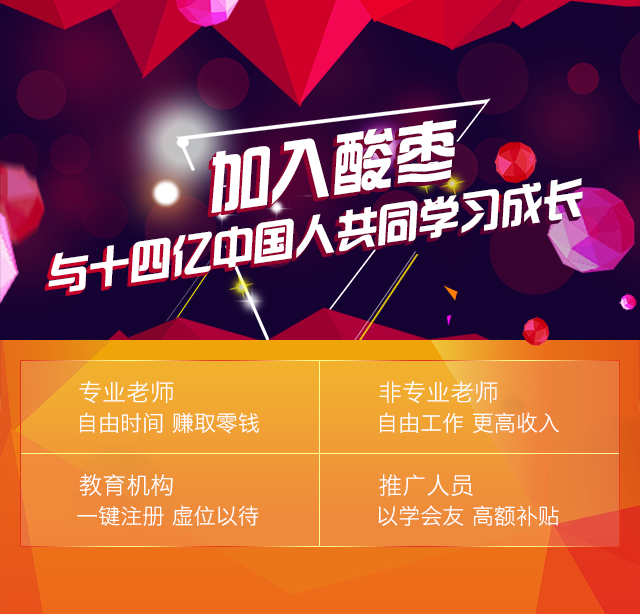 加入酸枣
与十四亿中国人共同学习成长
专业老师
自由时间 赚取零钱
非专业老师
自由工作 更高收入
教育机构
一键注册 虚位以待
推广人员
以学会友 高额补贴